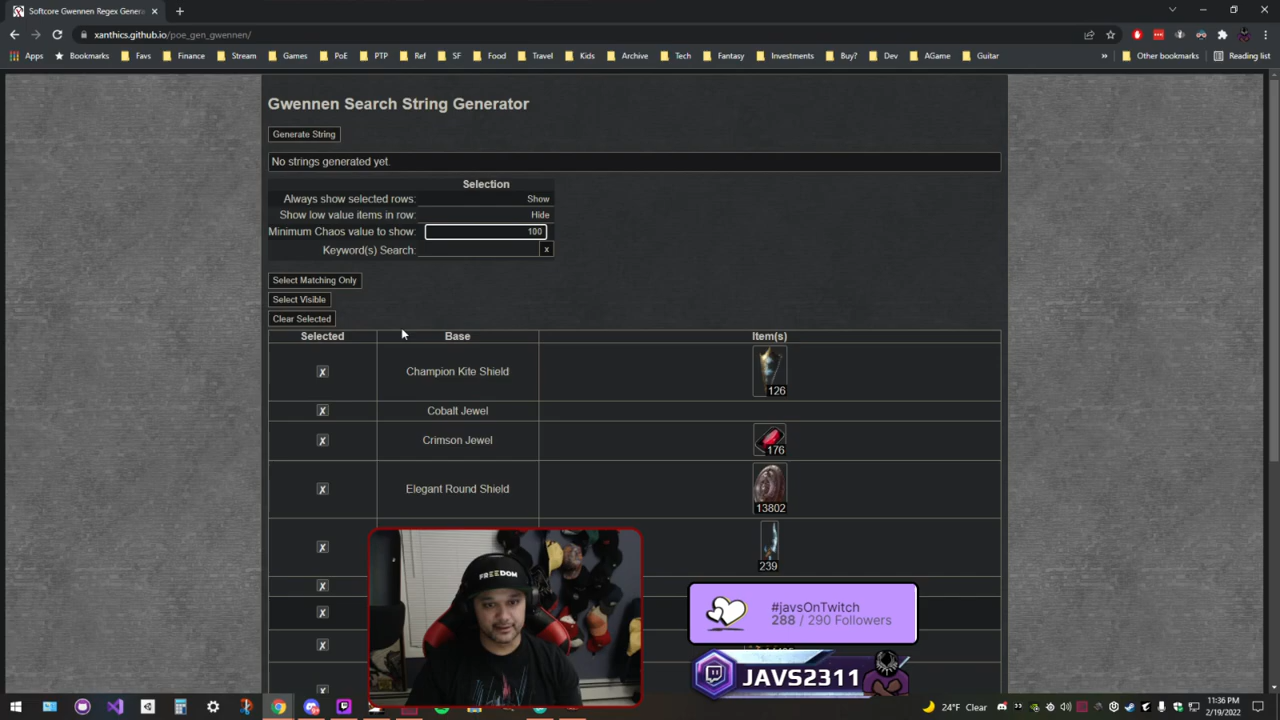 Softcore Gwennen Regex Genera
xanthics.github.io/poe_gen_gwennen/
Apps Bookmarks Favs Finance Stream Games PoE PTP Ref SF Food Travel Kids Archive Tech Fantasy Investments Buy? Dev AGame Guitar » Other bookmarks Reading list
Gwennen Search String Generator
Generate String
No strings generated yet.
Selection
Always show selected rows: Show
Show low value items in row: Hide
Minimum Chaos value to show: 100
Keyword(s) Search: x
Select Matching Only
Select Visible
Clear Selected
Selected Base Item(s)
x Champion Kite Shield 126
x Cobalt Jewel
x Crimson Jewel 176
x Elegant Round Shield 13802
x 239
x
x
x
x
FREEDOM
#javsOnTwitch
288 / 290 Followers
JAVS2311
24°F Clear
11:36 PM
2/19/2022